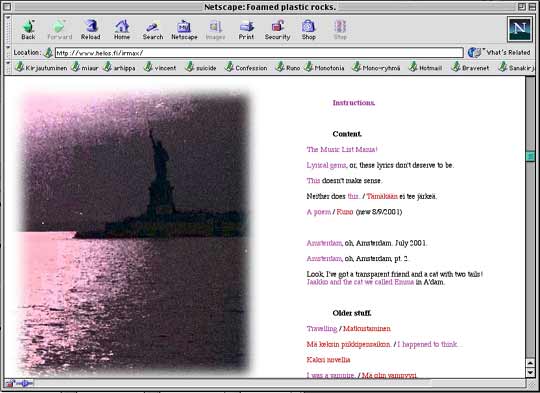 Netscape: Foamed plastic rocks.
Back Forward Reload Home Search Netscape Images Print Security Shop Stop
N
Location: http://www.helos.fi/irmax/ What's Related
Kirjautuminen miaur arhippa vincent suicide Confession Runo Monotonia Mono-ryhmä Hotmail Bravenet Sanakirj
Instructions.
Content.
The Music List Mania!
Lyrical gems, or, these lyrics don't deserve to be.
This doesn't make sense.
Neither does this. / Tämäkään ei tee järkeä.
A poem / Runo (new 8/9/2001)
Amsterdam, oh, Amsterdam. July 2001.
Amsterdam, oh, Amsterdam, pt. 2.
Look, I've got a transparent friend and a cat with two tails!
Jaakko and the cat we called Emma in A'dam.
Older stuff.
Travelling / Matkustaminen
Mä keksin piikkipensaikon. / I happened to think...
Kaksi novellia
I was a vampire. / Mä olin vampyyri.